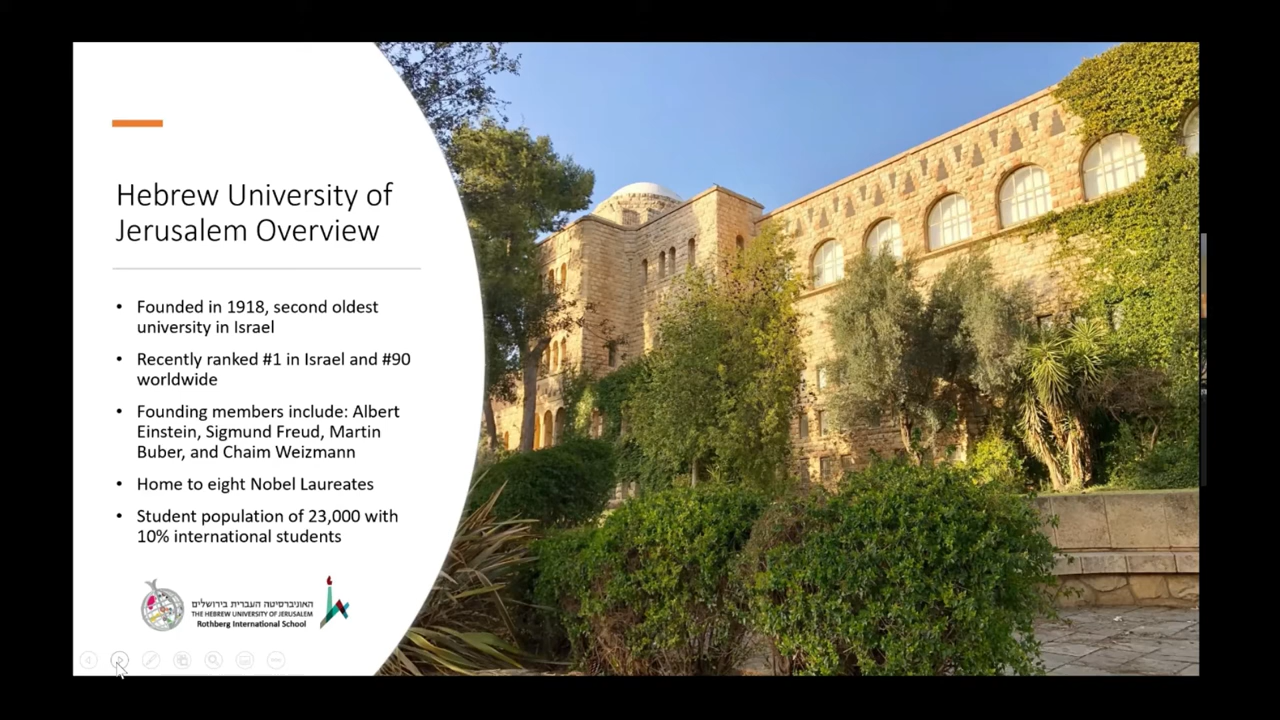 Hebrew University of
Jerusalem Overview
• Founded in 1918, second oldest
university in Israel
• Recently ranked #1 in Israel and #90
worldwide
• Founding members include: Albert
Einstein, Sigmund Freud, Martin
Buber, and Chaim Weizmann
• Home to eight Nobel Laureates
• Student population of 23,000 with
10% international students
האוניברסיטה העברית בירושלים
THE HEBREW UNIVERSITY OF JERUSALEM
Rothberg International School